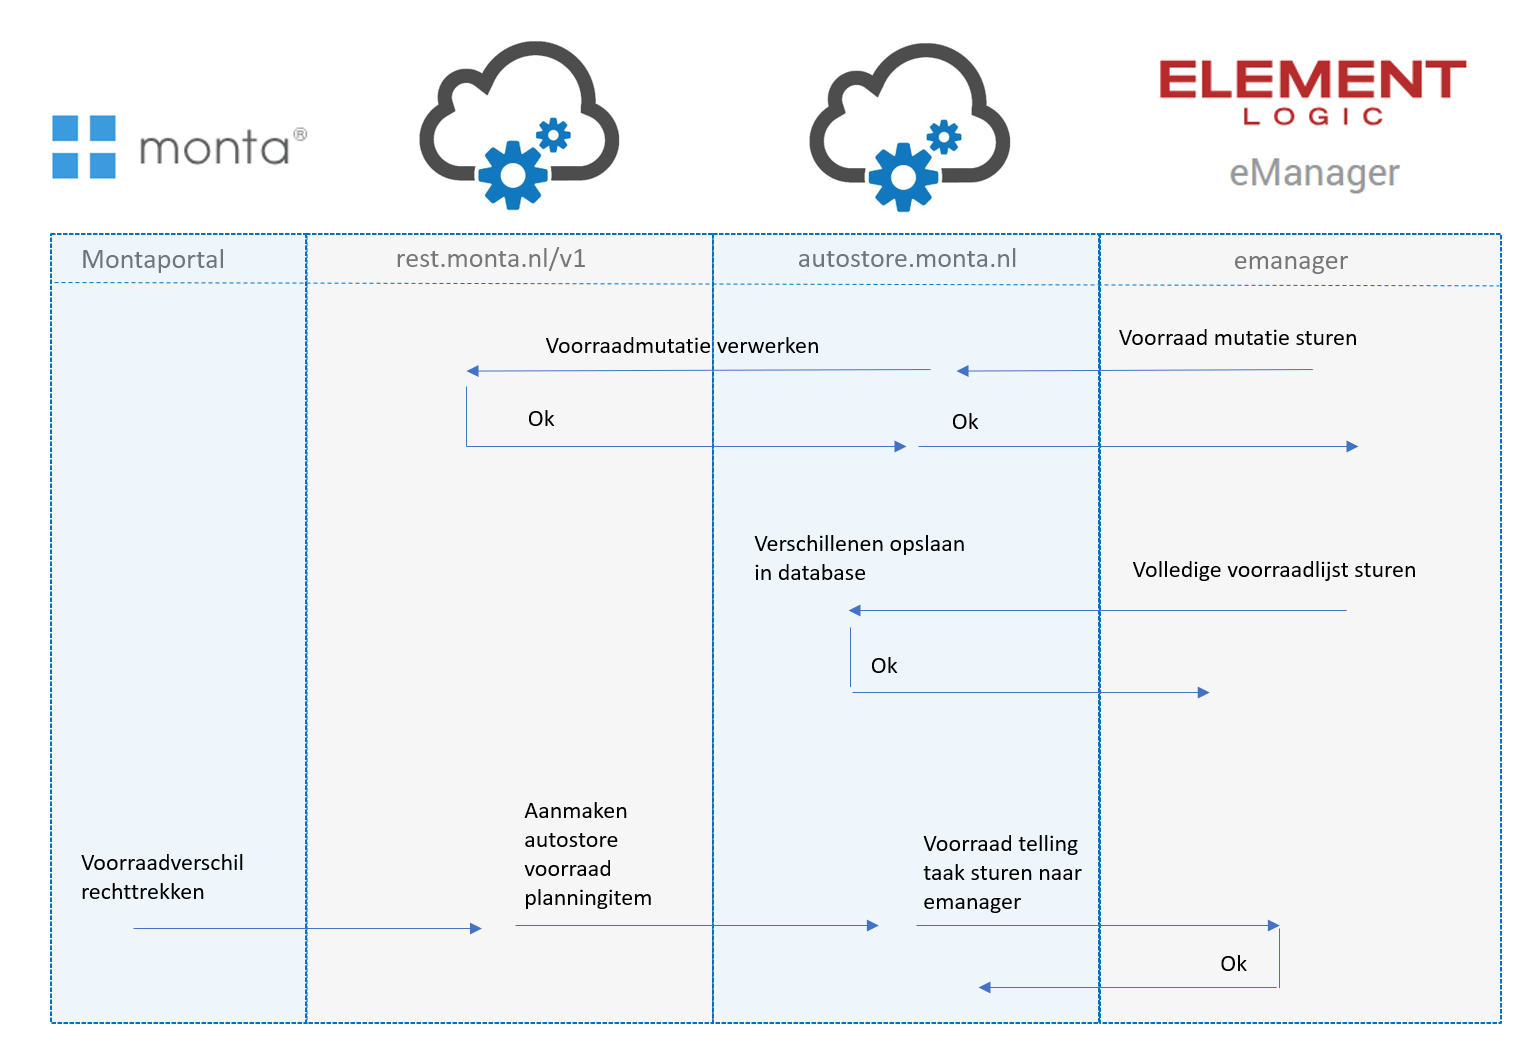 monta®
ELEMENT
LOGIC
eManager
Montaportal
rest.monta.nl/v1
autostore.monta.nl
emanager
Voorraadmutatie verwerken
Voorraad mutatie sturen
Ok
Ok
Verschillenen opslaan
in database
Volledige voorraadlijst sturen
Ok
Voorraadverschil
rechttrekken
Aanmaken
autostore
voorraad
planningitem
Voorraad telling
taak sturen naar
emanager
Ok